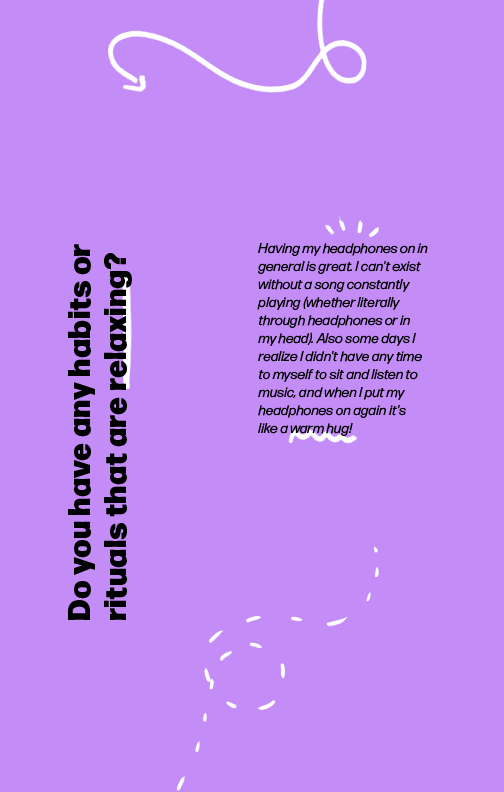 Do you have any habits or
rituals that are relaxing?
Having my headphones on in
general is great. I can't exist
without a song constantly
playing (whether literally
through headphones or in
my head). Also some days I
realize I didn't have any time
to myself to sit and listen to
music, and when I put my
headphones on again it's
like a warm hug!